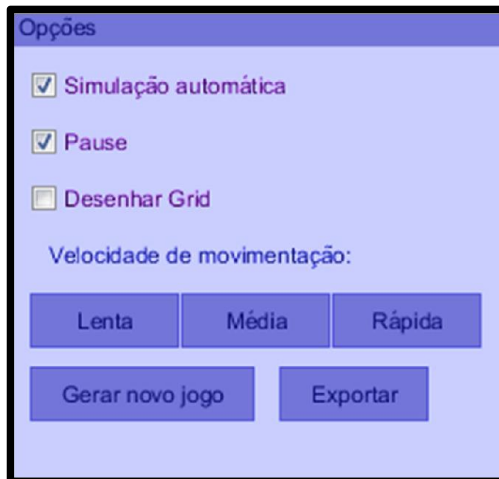 Opções
Simulação automática
Pause
Desenhar Grid
Velocidade de movimentação:
Lenta Média Rápida
Gerar novo jogo Exportar